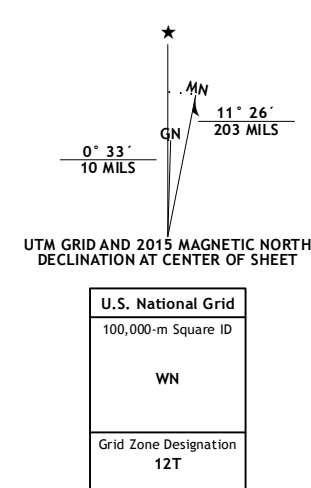 MN
11° 26´
203 MILS
GN
0° 33´
10 MILS
UTM GRID AND 2015 MAGNETIC NORTH
DECLINATION AT CENTER OF SHEET
U.S. National Grid
100,000-m Square ID
WN
Grid Zone Designation
12T